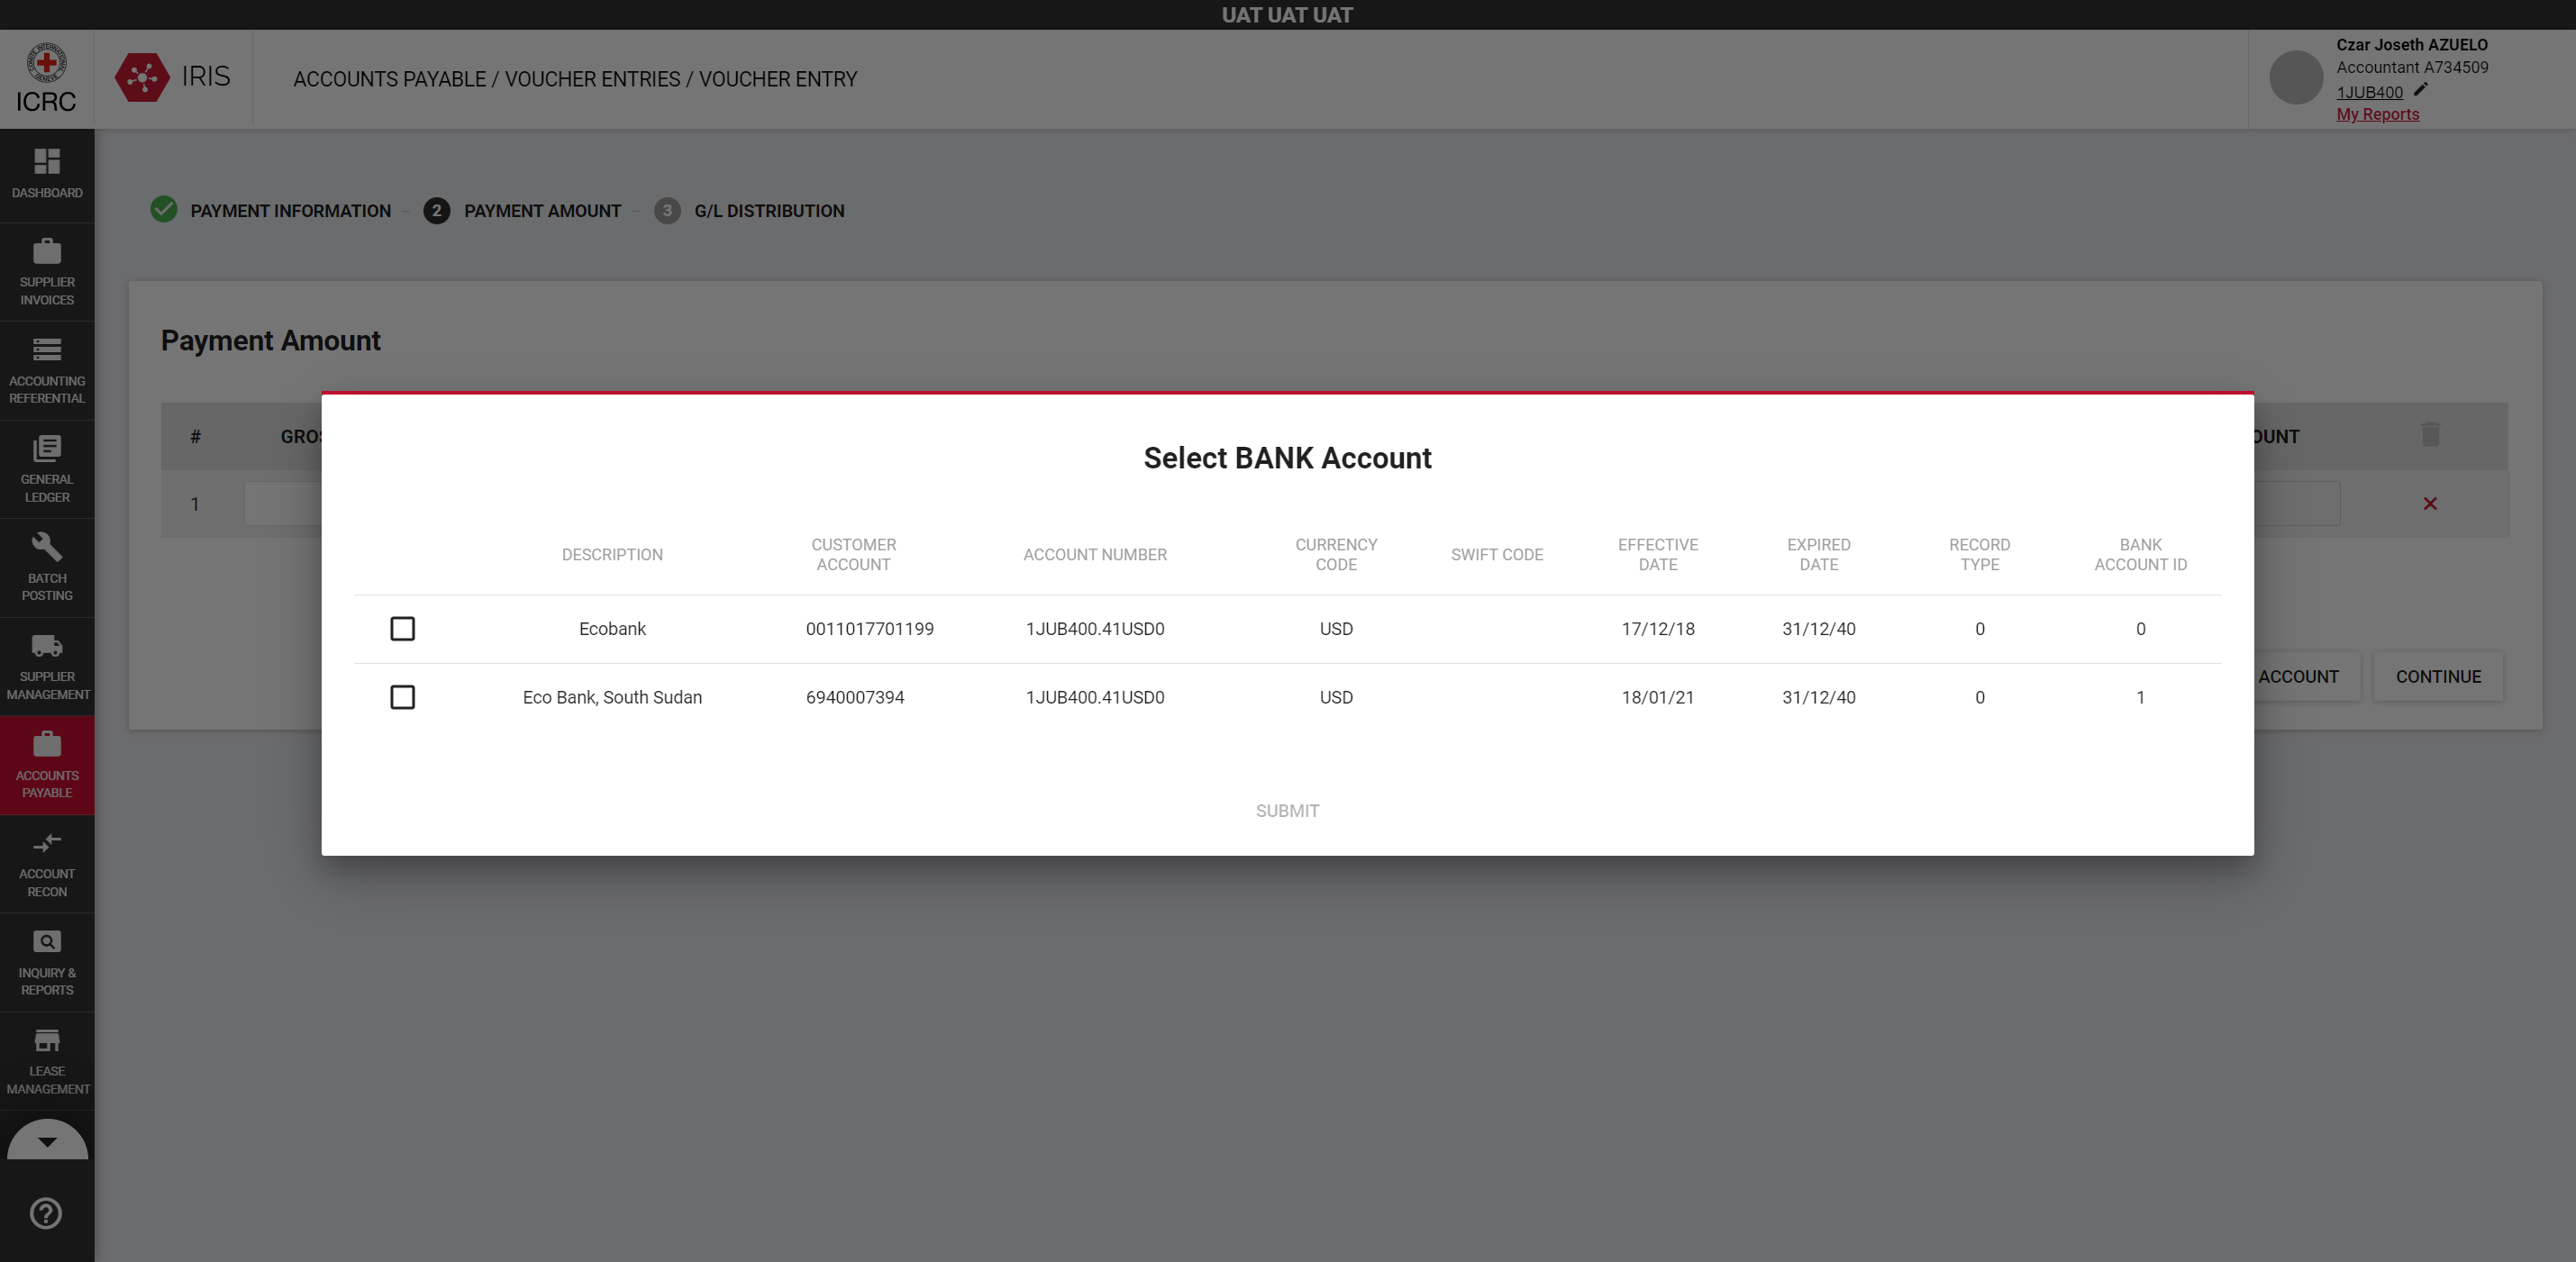 UAT UAT UAT
ICRC
IRIS
ACCOUNTS PAYABLE / VOUCHER ENTRIES / VOUCHER ENTRY
Czar Joseth AZUELO
Accountant A734509
1JUB400
My Reports
DASHBOARD
SUPPLIER
INVOICES
ACCOUNTING
REFERENTIAL
GENERAL
LEDGER
BATCH
POSTING
SUPPLIER
MANAGEMENT
ACCOUNTS
PAYABLE
ACCOUNT
RECON
INQUIRY &
REPORTS
LEASE
MANAGEMENT
PAYMENT INFORMATION - 2 PAYMENT AMOUNT - 3 G/L DISTRIBUTION
Payment Amount
# GROS OUNT
1
Select BANK Account
DESCRIPTION CUSTOMER ACCOUNT ACCOUNT NUMBER CURRENCY CODE SWIFT CODE EFFECTIVE DATE EXPIRED DATE RECORD TYPE BANK ACCOUNT ID
Ecobank 0011017701199 1JUB400.41USD0 USD 17/12/18 31/12/40 0 0
Eco Bank, South Sudan 6940007394 1JUB400.41USD0 USD 18/01/21 31/12/40 0 1
SUBMIT
ACCOUNT CONTINUE